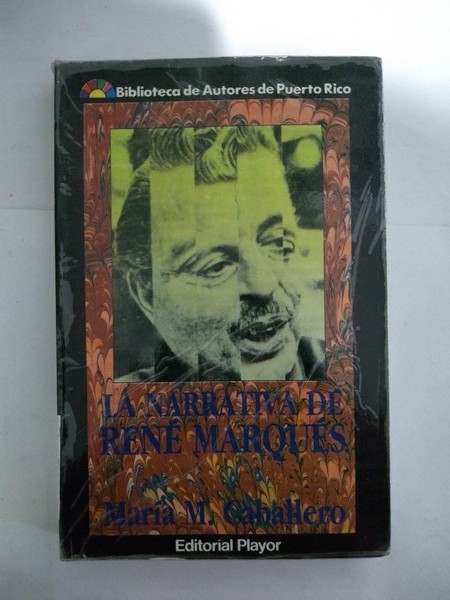 Biblioteca de Autores de Puerto Rico
LA NARRATIVA DE
RENÉ MARQUÉS
María M. Caballero
Editorial Playor